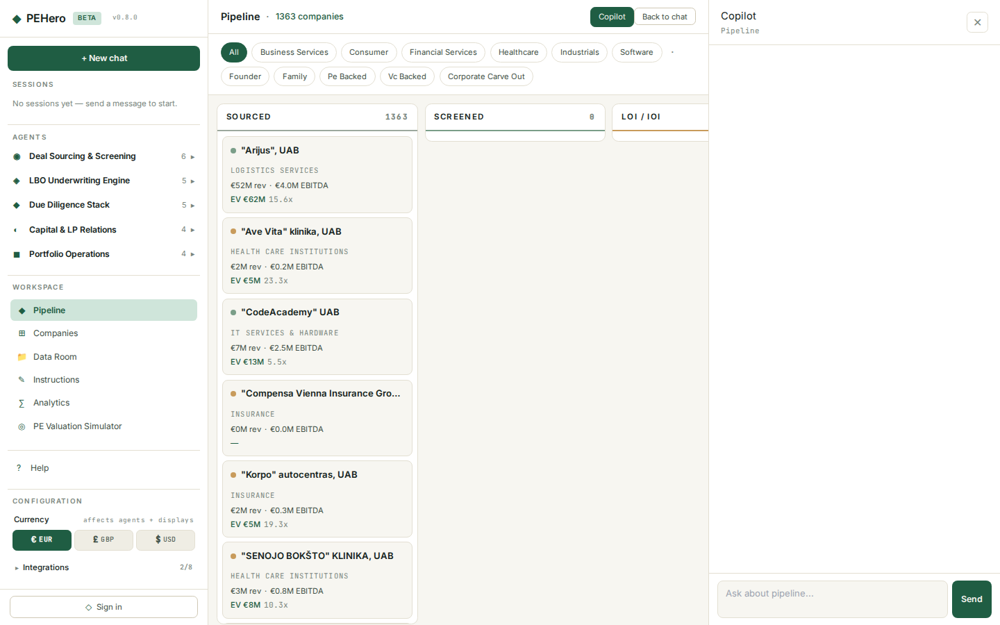 PEHero BETA v0.8.0
+ New chat
SESSIONS
No sessions yet — send a message to start.
AGENTS
Deal Sourcing & Screening 6
LBO Underwriting Engine 5
Due Diligence Stack 5
Capital & LP Relations 4
Portfolio Operations 4
WORKSPACE
Pipeline
Companies
Data Room
Instructions
Analytics
PE Valuation Simulator
? Help
CONFIGURATION
Currency affects agents + displays
€ EUR £ GBP $ USD
Integrations 2/8
Sign in
Pipeline · 1363 companies Copilot Back to chat
All Business Services Consumer Financial Services Healthcare Industrials Software ·
Founder Family Pe Backed Vc Backed Corporate Carve Out
SOURCED 1363
"Arijus", UAB
LOGISTICS SERVICES
€52M rev · €4.0M EBITDA
EV €62M 15.6x
"Ave Vita" klinika, UAB
HEALTH CARE INSTITUTIONS
€2M rev · €0.2M EBITDA
EV €5M 23.3x
"CodeAcademy" UAB
IT SERVICES & HARDWARE
€7M rev · €2.5M EBITDA
EV €13M 5.5x
"Compensa Vienna Insurance Gro...
INSURANCE
€0M rev · €0.0M EBITDA
—
"Korpo" autocentras, UAB
INSURANCE
€2M rev · €0.3M EBITDA
EV €5M 19.3x
"SENOJO BOKŠTO" KLINIKA, UAB
HEALTH CARE INSTITUTIONS
€3M rev · €0.8M EBITDA
EV €8M 10.3x
SCREENED 0
LOI / IOI
Copilot
Pipeline
✕
Ask about pipeline...
Send